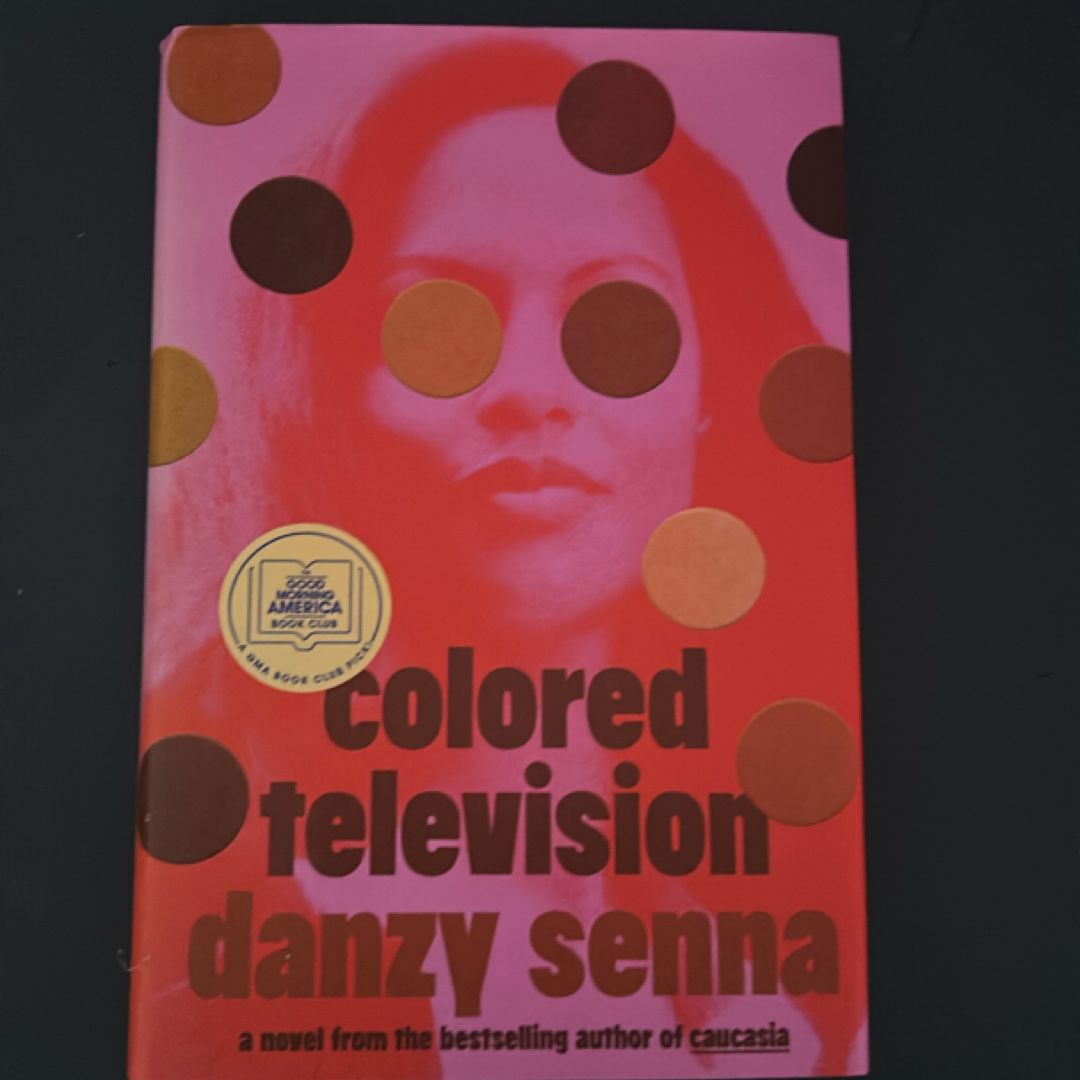 GOOD
MORNING
AMERICA
BOOK CLUB
A GMA BOOK CLUB PICK!
colored
television
danzy senna
a novel from the bestselling author of caucasia